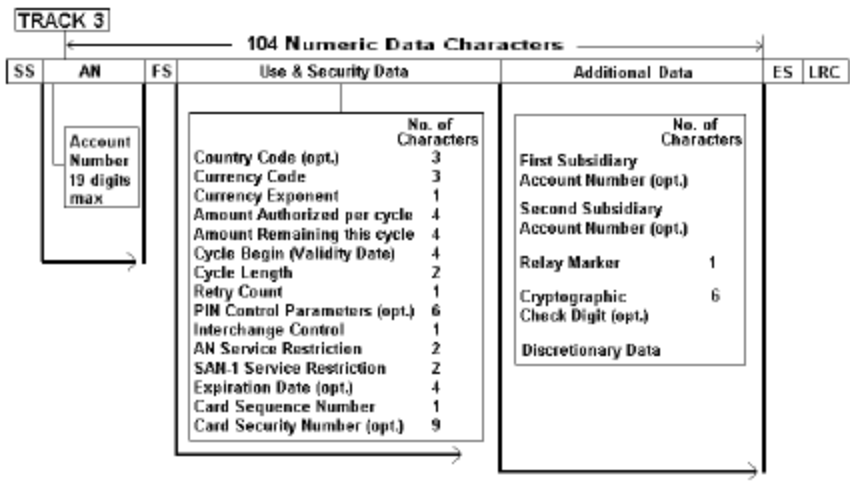 TRACK 3
104 Numeric Data Characters
SS AN FS Use & Security Data Additional Data ES LRC
Account
Number
19 digits
max
No. of
Characters
Country Code (opt.) 3
Currency Code 3
Currency Exponent 1
Amount Authorized per cycle 4
Amount Remaining this cycle 4
Cycle Begin (Validity Date) 4
Cycle Length 2
Retry Count 1
PIN Control Parameters (opt.) 6
Interchange Control 1
AN Service Restriction 2
SAN-1 Service Restriction 2
Expiration Date (opt.) 4
Card Sequence Number 1
Card Security Number (opt.) 9
No. of
Characters
First Subsidiary
Account Number (opt.)
Second Subsidiary
Account Number (opt.)
Relay Marker 1
Cryptographic 6
Check Digit (opt.)
Discretionary Data